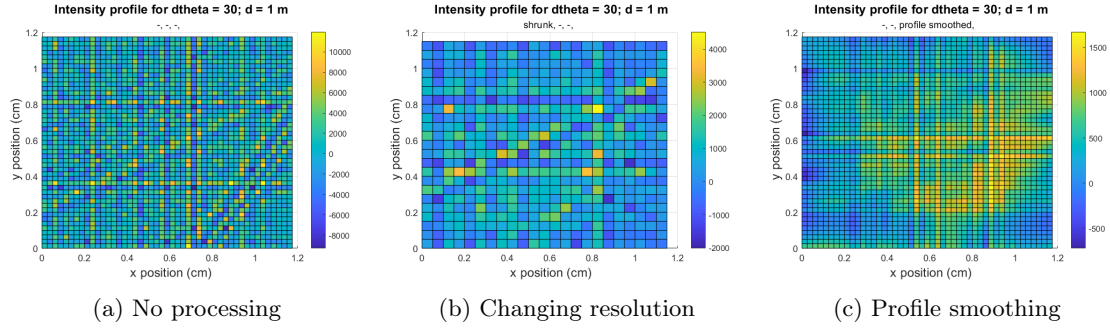 Intensity profile for dtheta = 30; d = 1 m
-, -, -,
1.2
1
0.8
0.6
0.4
0.2
0
0 0.2 0.4 0.6 0.8 1 1.2
y position (cm)
x position (cm)
10000
8000
6000
4000
2000
0
-2000
-4000
-6000
-8000
(a) No processing
Intensity profile for dtheta = 30; d = 1 m
shrunk, -, -,
1.2
1
0.8
0.6
0.4
0.2
0
0 0.2 0.4 0.6 0.8 1 1.2
y position (cm)
x position (cm)
4000
3000
2000
1000
0
-1000
-2000
(b) Changing resolution
Intensity profile for dtheta = 30; d = 1 m
-, -, profile smoothed,
1.2
1
0.8
0.6
0.4
0.2
0
0 0.2 0.4 0.6 0.8 1 1.2
y position (cm)
x position (cm)
1500
1000
500
0
-500
(c) Profile smoothing